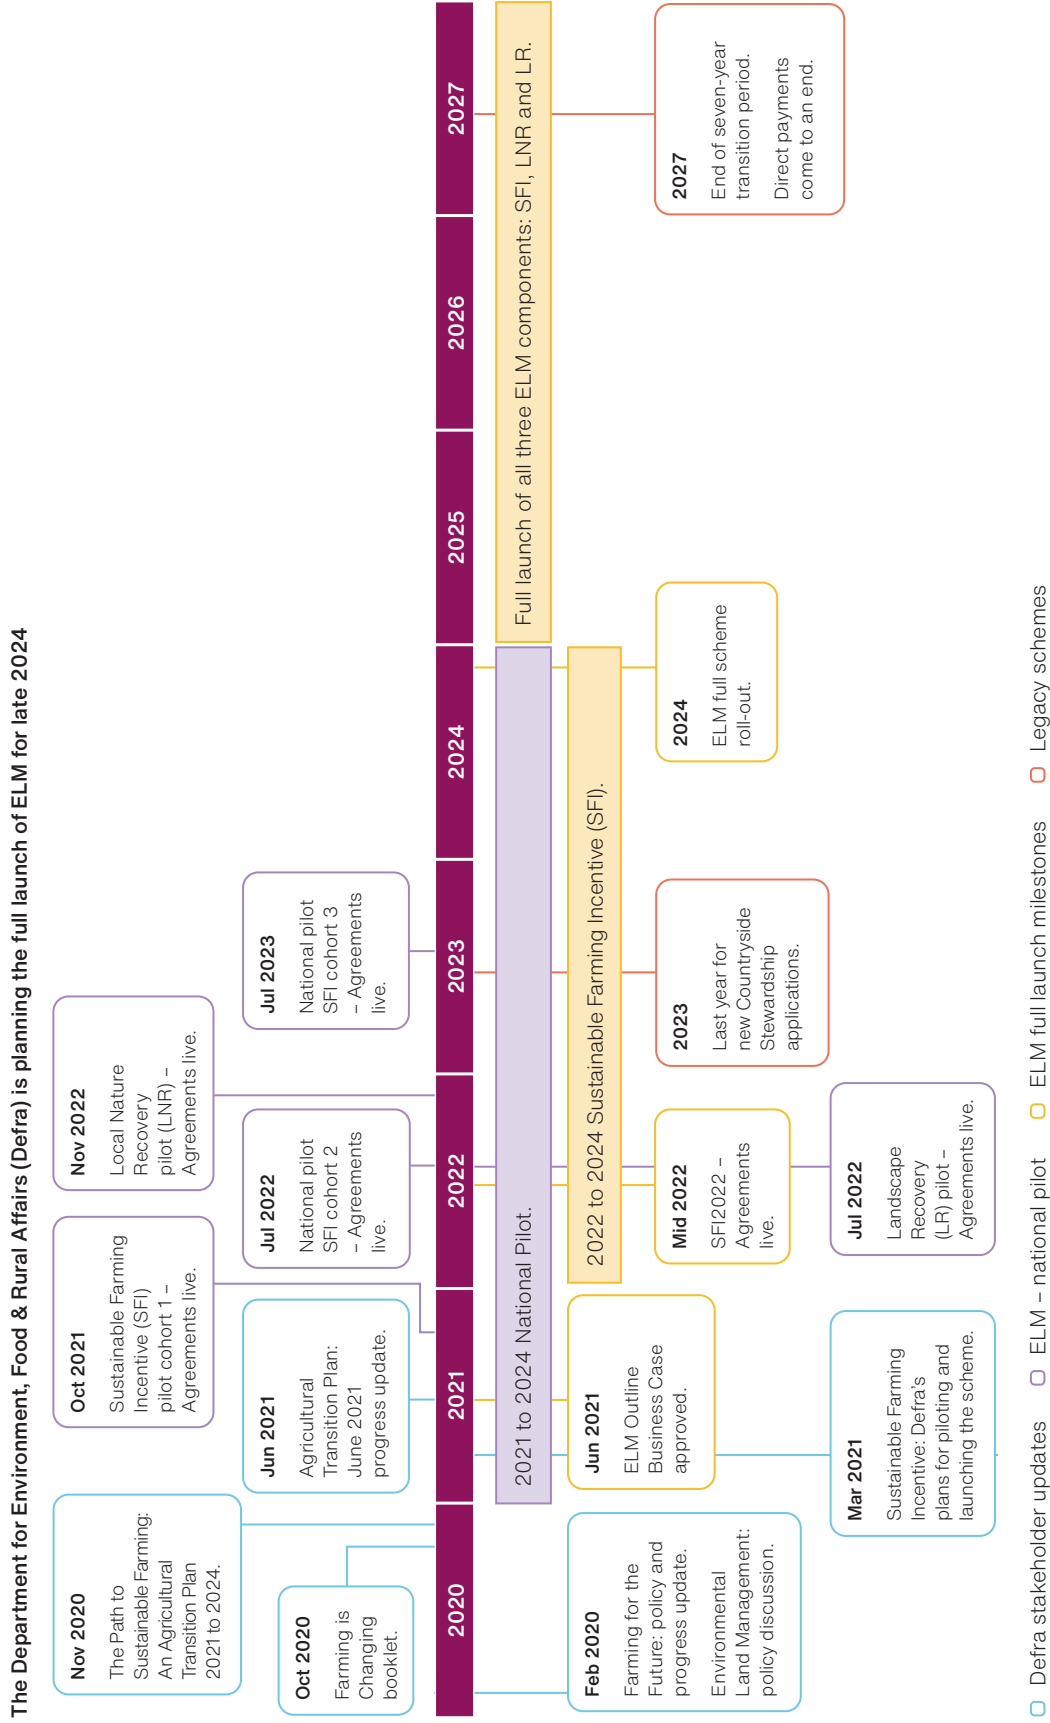 The Department for Environment, Food & Rural Affairs (Defra) is planning the full launch of ELM for late 2024
Nov 2020
The Path to
Sustainable Farming:
An Agricultural
Transition Plan
2021 to 2024.
Oct 2021
Sustainable Farming
Incentive (SFI)
pilot cohort 1 –
Agreements live.
Nov 2022
Local Nature
Recovery
pilot (LNR) –
Agreements live.
Oct 2020
Farming is
Changing
booklet.
Jun 2021
Agricultural
Transition Plan:
June 2021
progress update.
Jul 2022
National pilot
SFI cohort 2
– Agreements
live.
Jul 2023
National pilot
SFI cohort 3
– Agreements
live.
2020
2021
2022
2023
2024
2025
2026
2027
2021 to 2024 National Pilot.
Full launch of all three ELM components: SFI, LNR and LR.
2022 to 2024 Sustainable Farming Incentive (SFI).
Feb 2020
Farming for the
Future: policy and
progress update.
Environmental
Land Management:
policy discussion.
Jun 2021
ELM Outline
Business Case
approved.
Mid 2022
SFI2022 –
Agreements
live.
2023
Last year for
new Countryside
Stewardship
applications.
2024
ELM full scheme
roll-out.
2027
End of seven-year
transition period.
Direct payments
come to an end.
Mar 2021
Sustainable Farming
Incentive: Defra's
plans for piloting and
launching the scheme.
Jul 2022
Landscape
Recovery
(LR) pilot –
Agreements live.
Defra stakeholder updates
ELM – national pilot
ELM full launch milestones
Legacy schemes